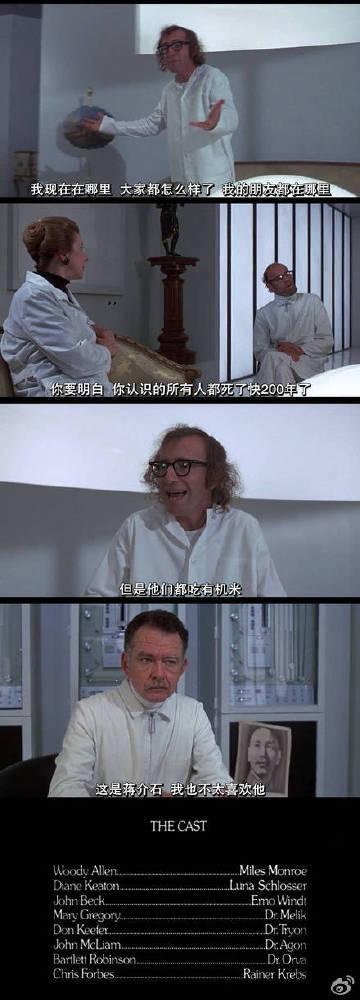 我现在在哪里 大家都怎么样了 我的朋友都在哪里
你要明白 你认识的所有人都死了快200年了
但是他们都吃有机米
这是蒋介石 我也不太喜欢他
THE CAST
Woody Allen Miles Monroe
Diane Keaton Luna Schlosser
John Beck Erno Windt
Mary Gregory Dr. Melik
Don Keefer Dr. Tryon
John McLiam Dr. Agon
Bartlett Robinson Dr. Orva
Chris Forbes Rainer Krebs